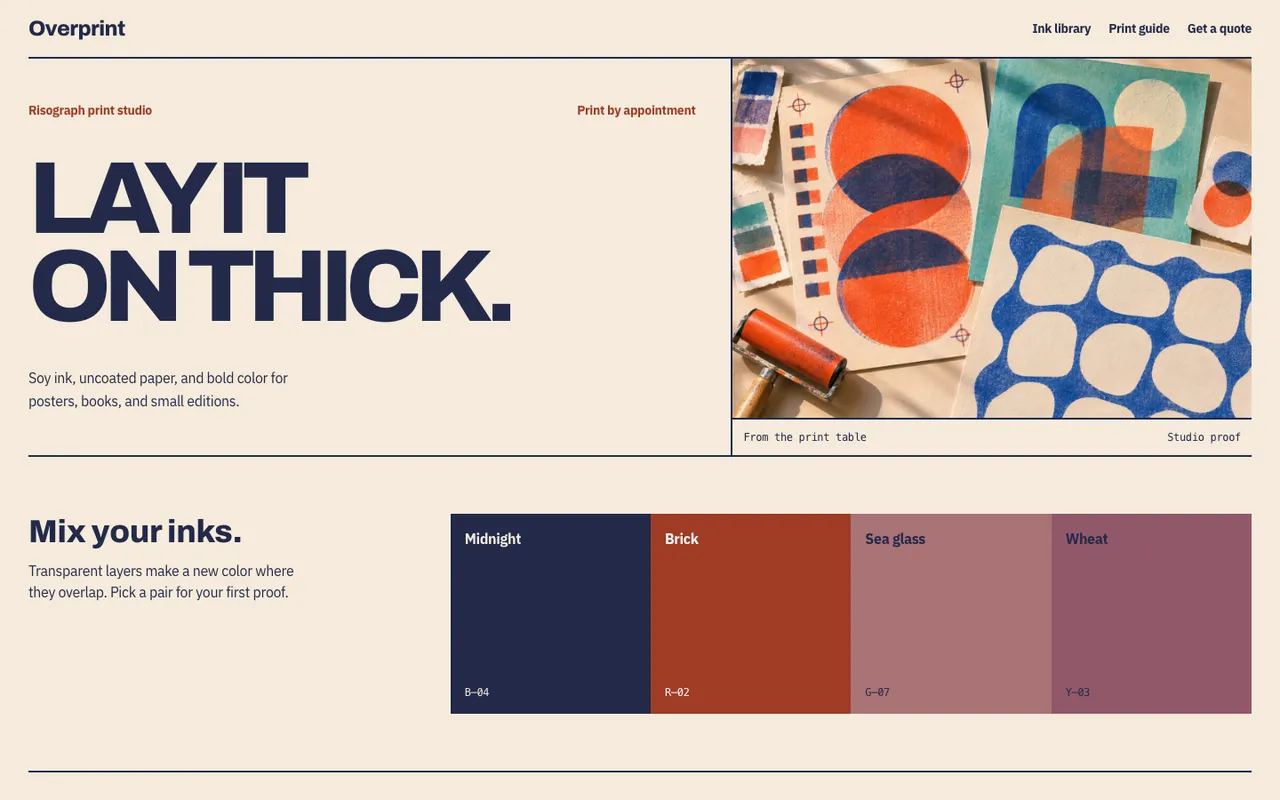 Overprint
Ink library Print guide Get a quote
Risograph print studio
Print by appointment
LAY IT
ON THICK.
Soy ink, uncoated paper, and bold color for
posters, books, and small editions.
From the print table
Studio proof
Mix your inks.
Transparent layers make a new color where
they overlap. Pick a pair for your first proof.
Midnight
B—04
Brick
R—02
Sea glass
G—07
Wheat
Y—03